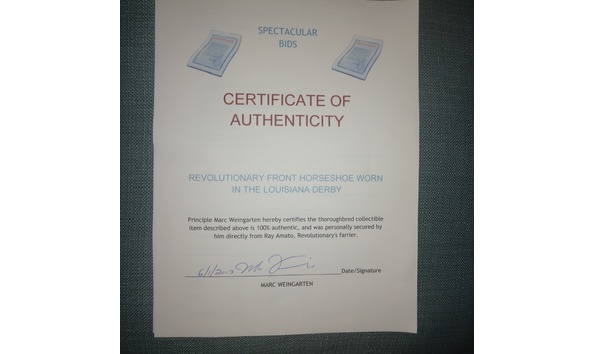 SPECTACULAR
BIDS
CERTIFICATE OF
AUTHENTICITY
REVOLUTIONARY FRONT HORSESHOE WORN
IN THE LOUISIANA DERBY
Principle Marc Weingarten hereby certifies the thoroughbred collectible
item described above is 100% authentic, and was personally secured by
him directly from Ray Amato, Revolutionary's farrier.
Date/Signature
MARC WEINGARTEN